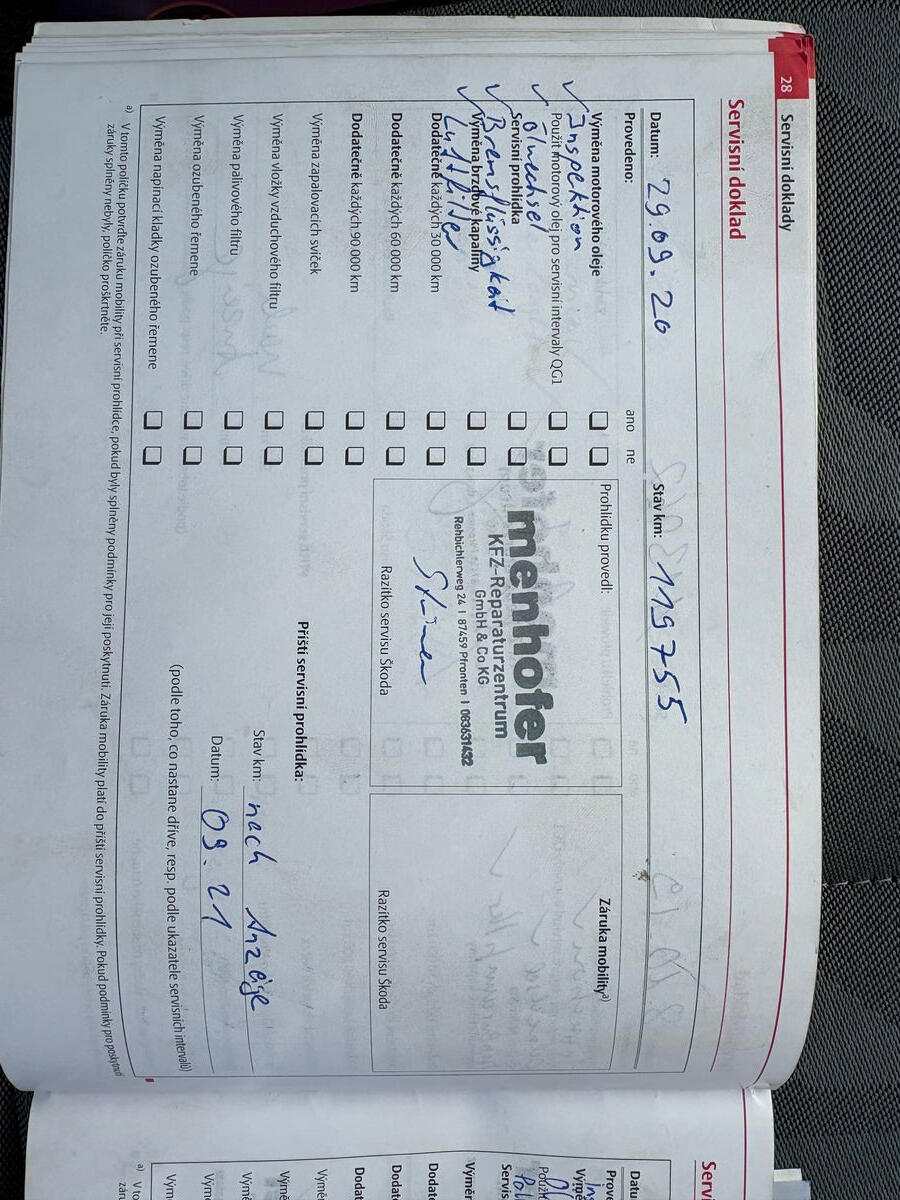 28
Servisní doklady
Servisní doklad
Datum: 29.09.20 Stav km: 119755
Provedeno: ano ne
Výměna motorového oleje
✓ Inspektion
Použit motorový olej pro servisní intervaly QG1
✓ Ölwechsel
Servisní prohlídka
✓ Bremsflüssigkeit
Výměna brzdové kapaliny
✓ Luftfilter
Dodatečně každých 30 000 km
Dodatečně každých 60 000 km
Dodatečně každých 90 000 km
Výměna zapalovacích svíček
Výměna vložky vzduchového filtru
Výměna palivového filtru
Výměna ozubeného řemene
Výměna napínací kladky ozubeného řemene
Prohlídku provedl:
menhofer
KFZ-Reparaturzentrum
GmbH & Co KG
Rehbichlerweg 24 | 87459 Pfronten | 083631432
Razítko servisu Škoda
Záruka mobility a)
Razítko servisu Škoda
Příští servisní prohlídka:
Stav km: nach Anzeige
Datum: 09.21
(podle toho, co nastane dříve, resp. podle ukazatele servisních intervalů)
a) V tomto políčku potvrďte záruku mobility při servisní prohlídce, pokud byly splněny podmínky pro její poskytnutí. Záruka mobility platí do příští servisní prohlídky. Pokud podmínky pro poskytnutí
záruky splněny nebyly, políčko proškrtněte.